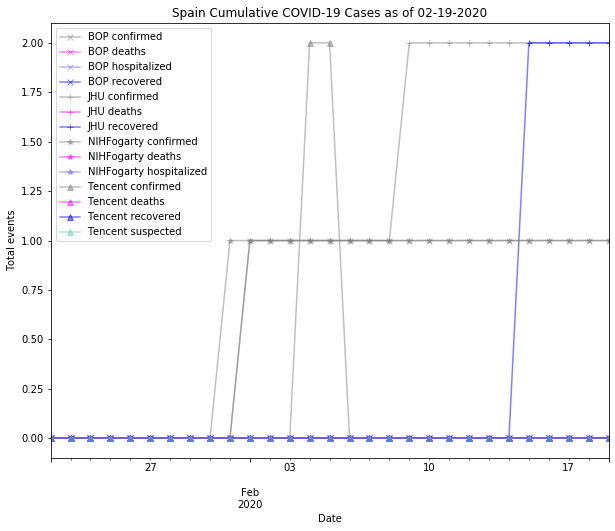 Spain Cumulative COVID-19 Cases as of 02-19-2020
BOP confirmed
BOP deaths
BOP hospitalized
BOP recovered
JHU confirmed
JHU deaths
JHU recovered
NIHFogarty confirmed
NIHFogarty deaths
NIHFogarty hospitalized
Tencent confirmed
Tencent deaths
Tencent recovered
Tencent suspected
Total events
2.00
1.75
1.50
1.25
1.00
0.75
0.50
0.25
0.00
27 03 10 17
Feb
2020
Date